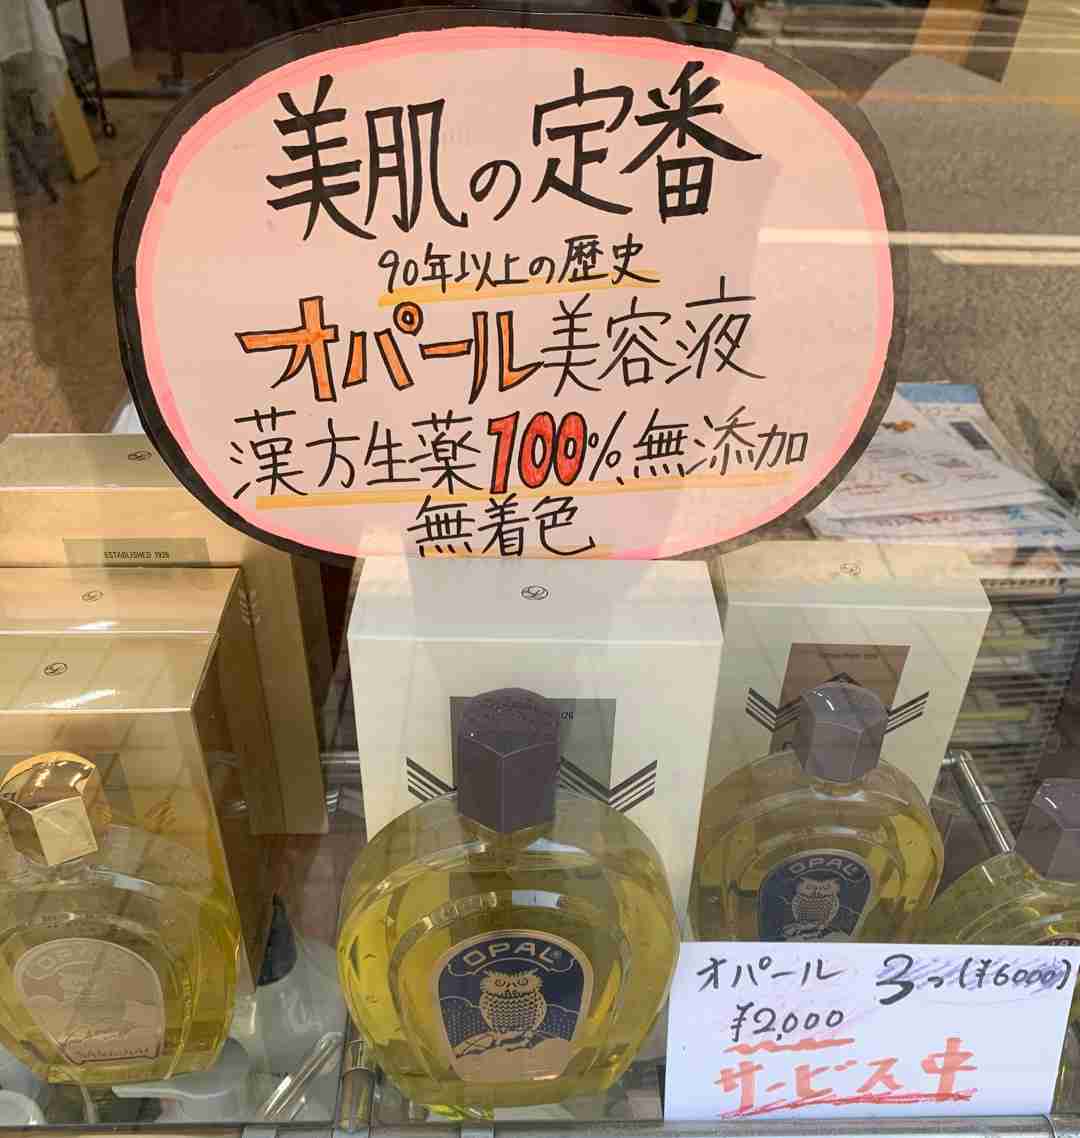 美肌の定番
90年以上の歴史
オパール美容液
漢方生薬100%無添加
無着色
ESTABLISHED 1926
OPAL
OPAL
オパール 3つ(¥6000)
¥2,000
サービス中